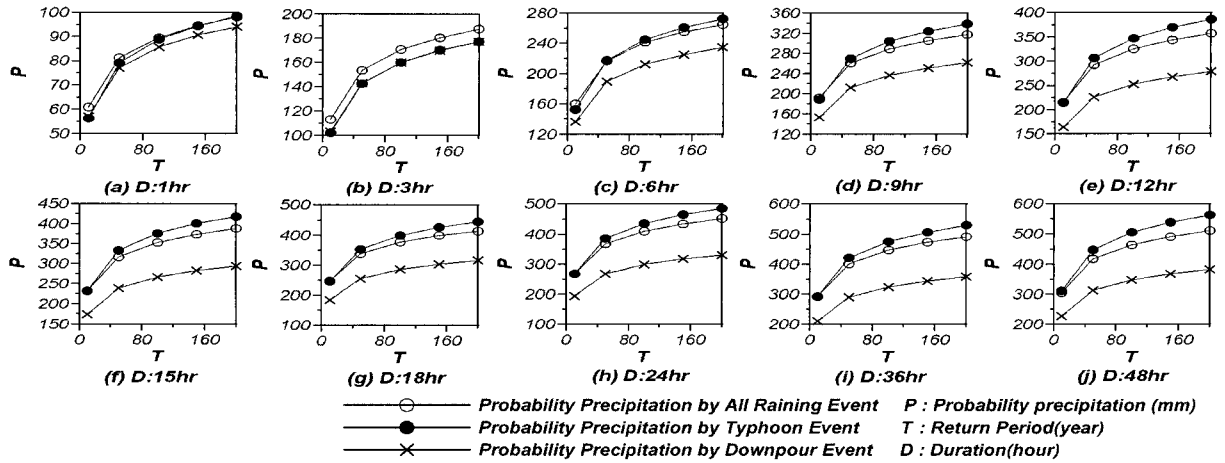 100
90
80
70
60
50
P
0 80 160
T
(a) D:1hr
200
180
160
140
120
100
P
0 80 160
T
(b) D:3hr
280
240
200
160
120
P
0 80 160
T
(c) D:6hr
360
320
280
240
200
160
120
P
0 80 160
T
(d) D:9hr
400
350
300
250
200
150
P
0 80 160
T
(e) D:12hr
450
400
350
300
250
200
150
P
0 80 160
T
(f) D:15hr
500
400
300
200
100
P
0 80 160
T
(g) D:18hr
500
400
300
200
100
P
0 80 160
T
(h) D:24hr
600
500
400
300
200
P
0 80 160
T
(i) D:36hr
600
500
400
300
200
P
0 80 160
T
(j) D:48hr
Probability Precipitation by All Raining Event P : Probability precipitation (mm)
Probability Precipitation by Typhoon Event T : Return Period(year)
Probability Precipitation by Downpour Event D : Duration(hour)